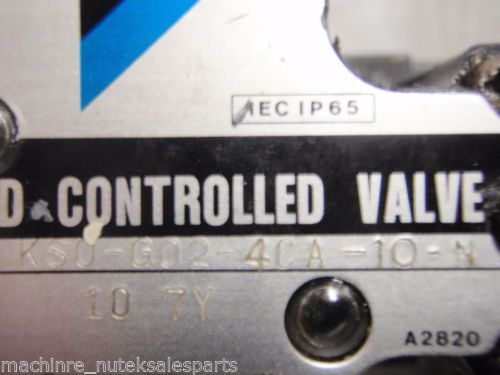 IEC IP65
D CONTROLLED VALVE
KSO-G02-4CA-10-N
10 7Y
A2820
machinre_nuteksalesparts